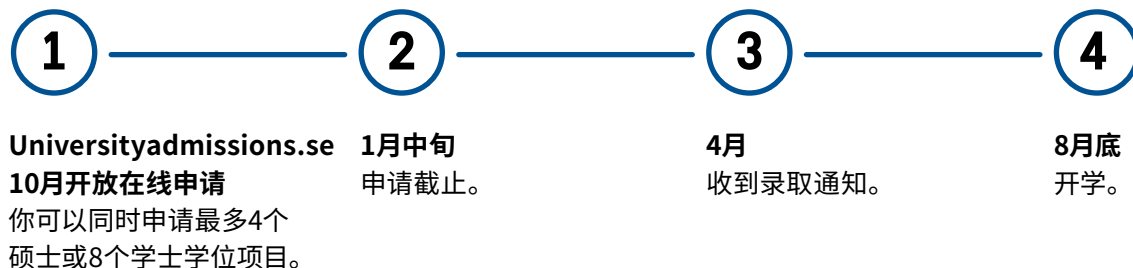 1
2
3
4
Universityadmissions.se
10月开放在线申请
你可以同时申请最多4个
硕士或8个学士学位项目。
1月中旬
申请截止。
4月
收到录取通知。
8月底
开学。